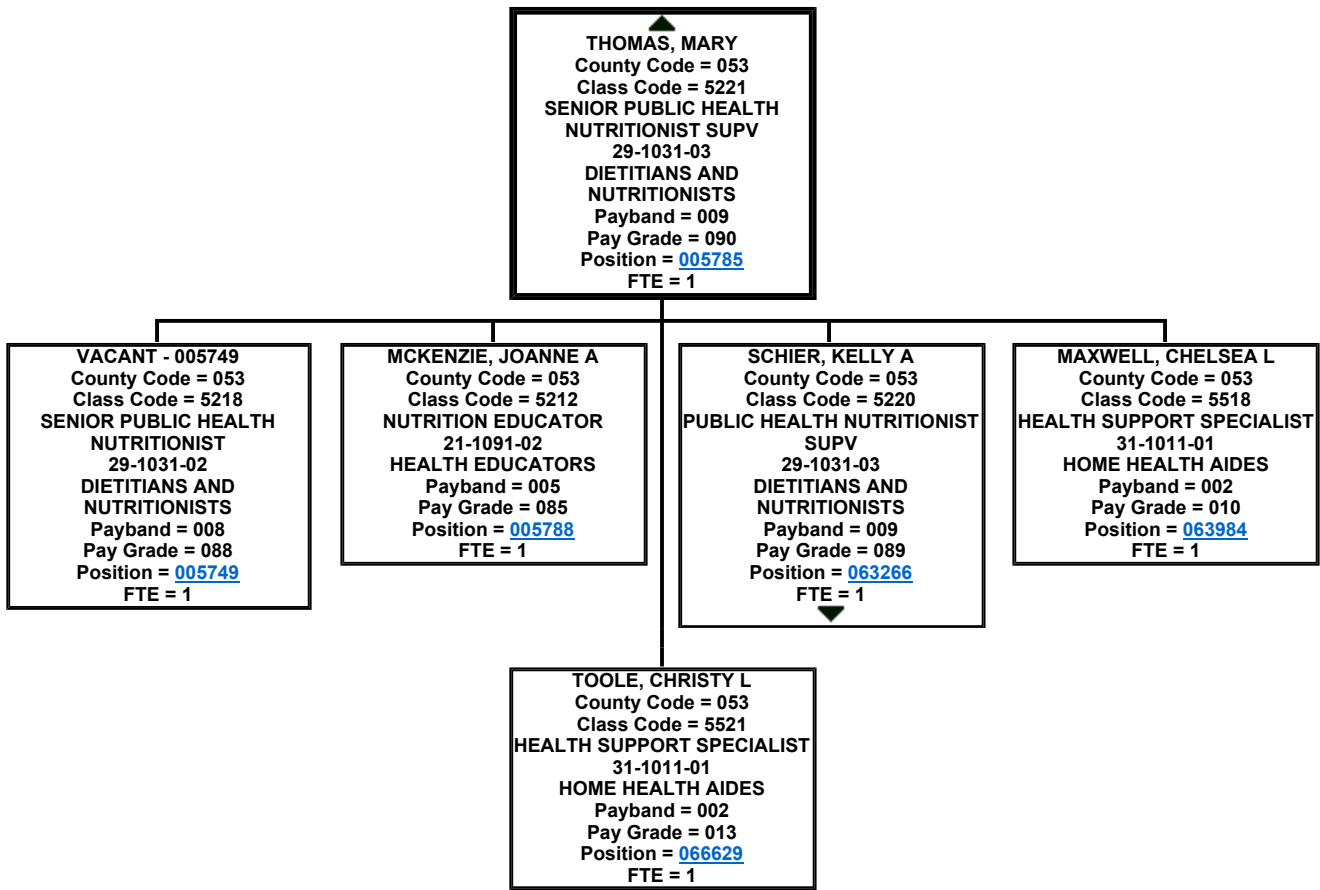 THOMAS, MARY
County Code = 053
Class Code = 5221
SENIOR PUBLIC HEALTH
NUTRITIONIST SUPV
29-1031-03
DIETITIANS AND
NUTRITIONISTS
Payband = 009
Pay Grade = 090
Position = 005785
FTE = 1
VACANT - 005749
County Code = 053
Class Code = 5218
SENIOR PUBLIC HEALTH
NUTRITIONIST
29-1031-02
DIETITIANS AND
NUTRITIONISTS
Payband = 008
Pay Grade = 088
Position = 005749
FTE = 1
MCKENZIE, JOANNE A
County Code = 053
Class Code = 5212
NUTRITION EDUCATOR
21-1091-02
HEALTH EDUCATORS
Payband = 005
Pay Grade = 085
Position = 005788
FTE = 1
SCHIER, KELLY A
County Code = 053
Class Code = 5220
PUBLIC HEALTH NUTRITIONIST
SUPV
29-1031-03
DIETITIANS AND
NUTRITIONISTS
Payband = 009
Pay Grade = 089
Position = 063266
FTE = 1
MAXWELL, CHELSEA L
County Code = 053
Class Code = 5518
HEALTH SUPPORT SPECIALIST
31-1011-01
HOME HEALTH AIDES
Payband = 002
Pay Grade = 010
Position = 063984
FTE = 1
TOOLE, CHRISTY L
County Code = 053
Class Code = 5521
HEALTH SUPPORT SPECIALIST
31-1011-01
HOME HEALTH AIDES
Payband = 002
Pay Grade = 013
Position = 066629
FTE = 1